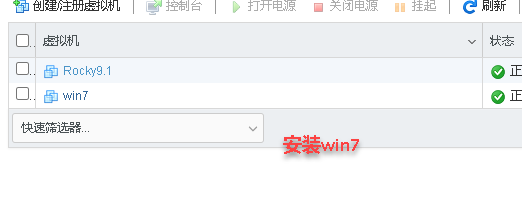 创建/注册虚拟机 控制台 打开电源 关闭电源 挂起 刷新
虚拟机 状态
Rocky9.1 正
win7 正
快速筛选器...
安装win7